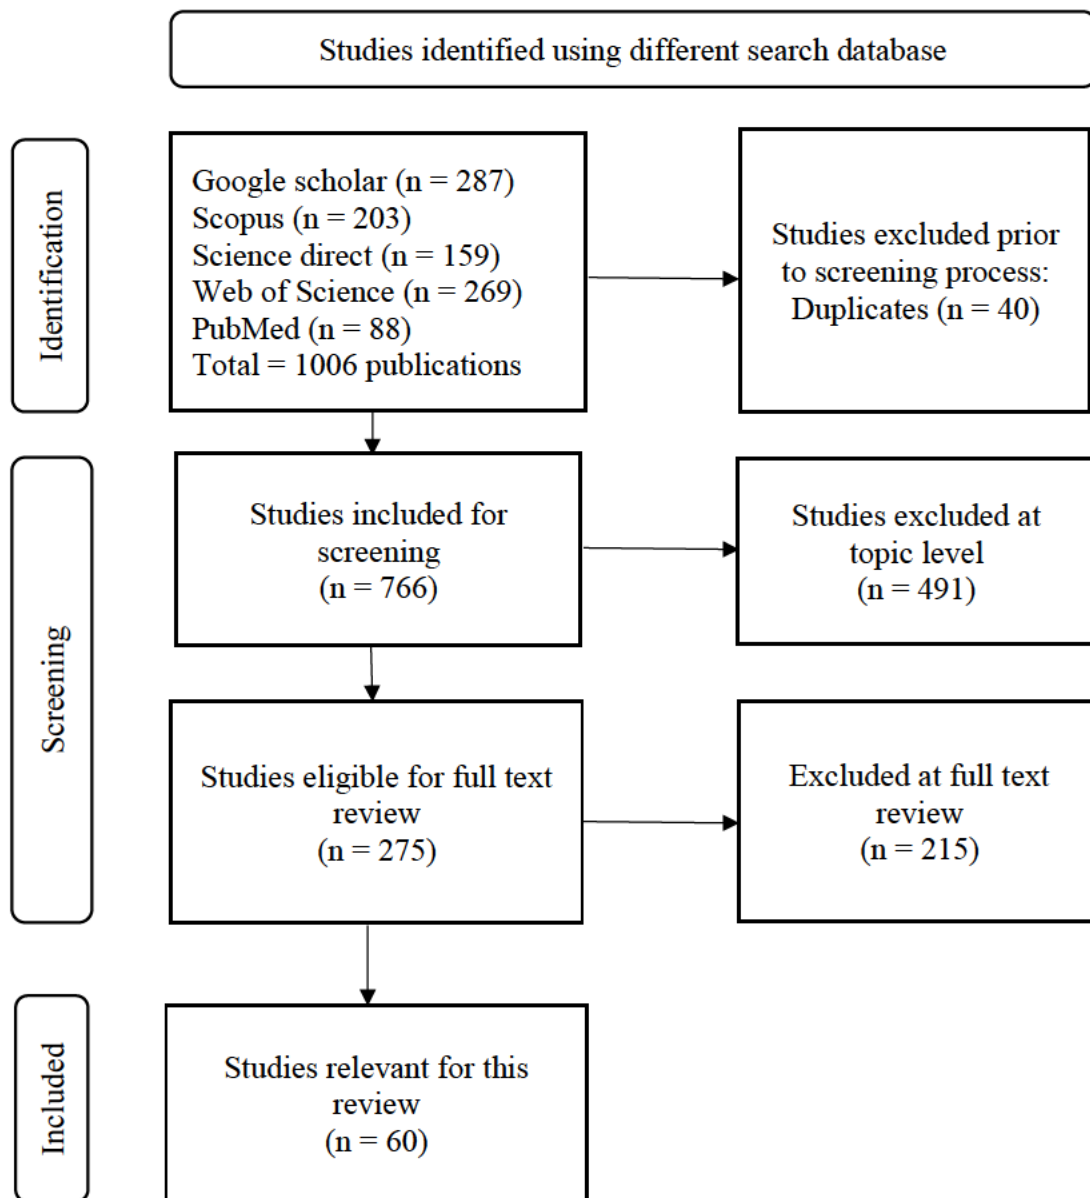 Studies identified using different search database
Identification
Google scholar (n = 287)
Scopus (n = 203)
Science direct (n = 159)
Web of Science (n = 269)
PubMed (n = 88)
Total = 1006 publications
Studies excluded prior
to screening process:
Duplicates (n = 40)
Screening
Studies included for
screening
(n = 766)
Studies excluded at
topic level
(n = 491)
Studies eligible for full text
review
(n = 275)
Excluded at full text
review
(n = 215)
Included
Studies relevant for this
review
(n = 60)